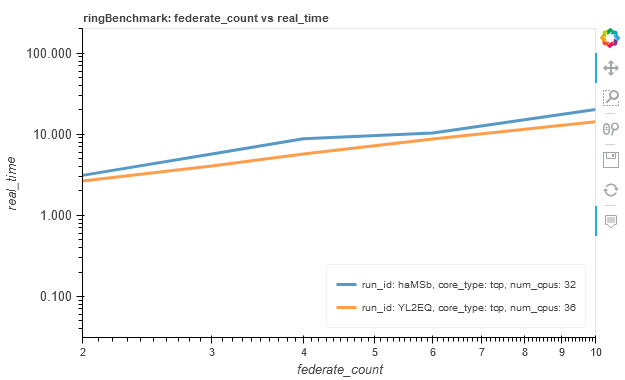 ringBenchmark: federate_count vs real_time
100.000
10.000
1.000
0.100
real_time
run_id: haMSb, core_type: tcp, num_cpus: 32
run_id: YL2EQ, core_type: tcp, num_cpus: 36
2 3 4 5 6 7 8 9 10
federate_count